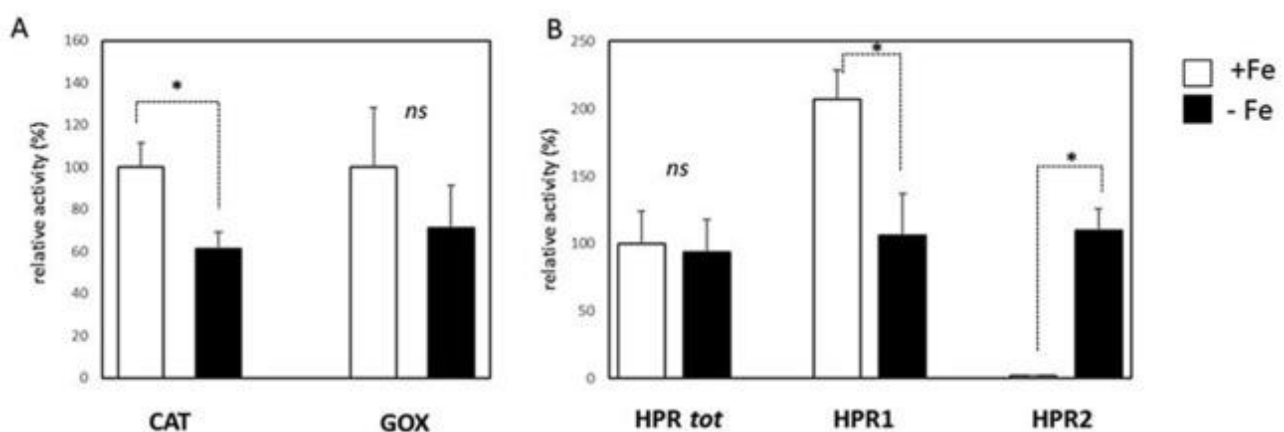 A
relative activity (%)
160
140
120
100
80
60
40
20
0
*
ns
CAT GOX
B
relative activity (%)
250
200
150
100
50
0
ns
*
*
HPR tot HPR1 HPR2
+Fe
- Fe